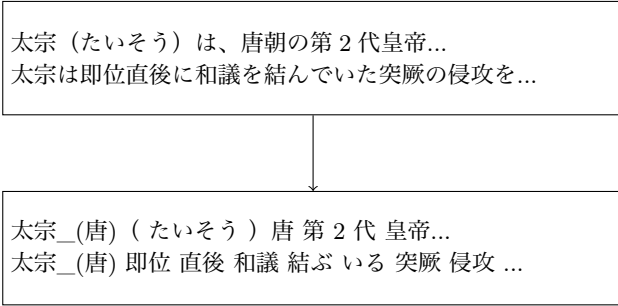 太宗（たいそう）は、唐朝の第 2 代皇帝...
太宗は即位直後に和議を結んでいた突厥の侵攻を...
太宗_(唐)（ たいそう ）唐 第 2 代 皇帝...
太宗_(唐) 即位 直後 和議 結ぶ いる 突厥 侵攻 ...